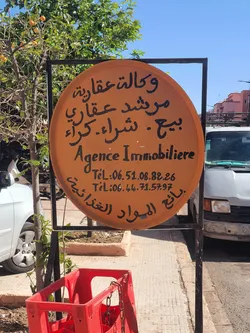 وكالة عقارية
مرشد عقاري
بيع. شراء. كراء
Agence Immobiliere
Tél: 06.51.08.82.26
Tél: 06.44.71.57.97
بائع المواد الغذائية